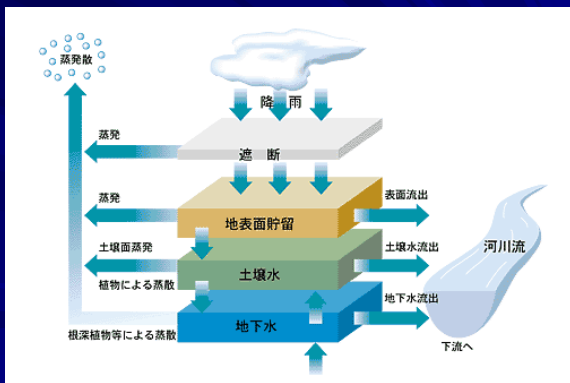 蒸発散
降 雨
蒸発
遮 断
蒸発
地表面貯留
表面流出
土壌面蒸発
土壌水
土壌水流出
河川流
植物による蒸散
地下水流出
根深植物等による蒸散
地下水
下流へ